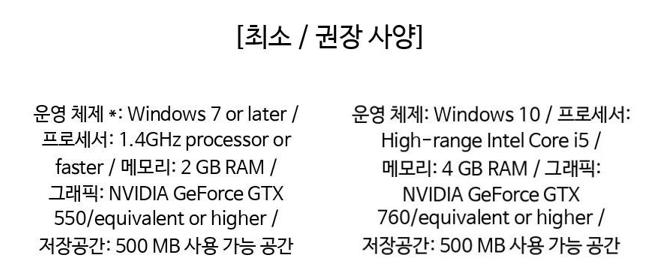 [최소 / 권장 사양]
운영 체제 *: Windows 7 or later /
프로세서: 1.4GHz processor or
faster / 메모리: 2 GB RAM /
그래픽: NVIDIA GeForce GTX
550/equivalent or higher /
저장공간: 500 MB 사용 가능 공간
운영 체제: Windows 10 / 프로세서:
High-range Intel Core i5 /
메모리: 4 GB RAM / 그래픽:
NVIDIA GeForce GTX
760/equivalent or higher /
저장공간: 500 MB 사용 가능 공간